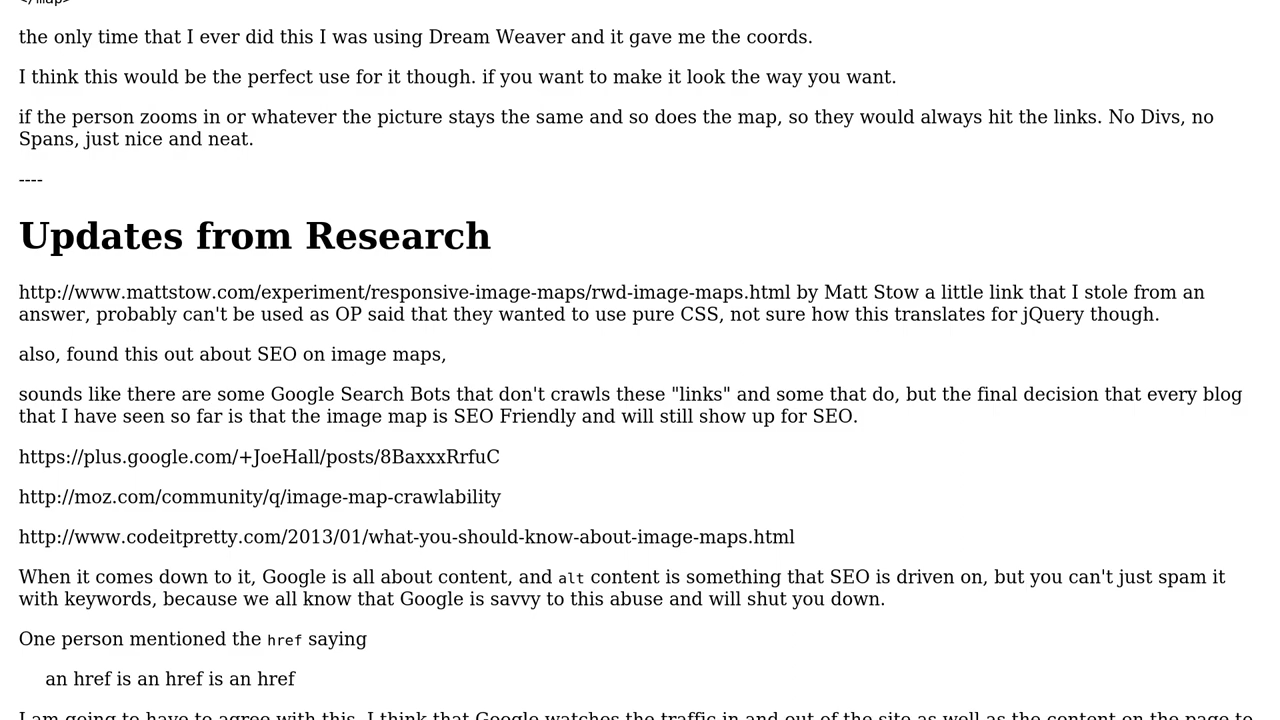 </map>
the only time that I ever did this I was using Dream Weaver and it gave me the coords.
I think this would be the perfect use for it though. if you want to make it look the way you want.
if the person zooms in or whatever the picture stays the same and so does the map, so they would always hit the links. No Divs, no
Spans, just nice and neat.
----
Updates from Research
http://www.mattstow.com/experiment/responsive-image-maps/rwd-image-maps.html by Matt Stow a little link that I stole from an
answer, probably can't be used as OP said that they wanted to use pure CSS, not sure how this translates for jQuery though.
also, found this out about SEO on image maps,
sounds like there are some Google Search Bots that don't crawls these "links" and some that do, but the final decision that every blog
that I have seen so far is that the image map is SEO Friendly and will still show up for SEO.
https://plus.google.com/+JoeHall/posts/8BaxxxRrfuC
http://moz.com/community/q/image-map-crawlability
http://www.codeitpretty.com/2013/01/what-you-should-know-about-image-maps.html
When it comes down to it, Google is all about content, and alt content is something that SEO is driven on, but you can't just spam it
with keywords, because we all know that Google is savvy to this abuse and will shut you down.
One person mentioned the href saying
an href is an href is an href
I am going to have to agree with this. I think that Google watches the traffic in and out of the site as well as the content on the page to